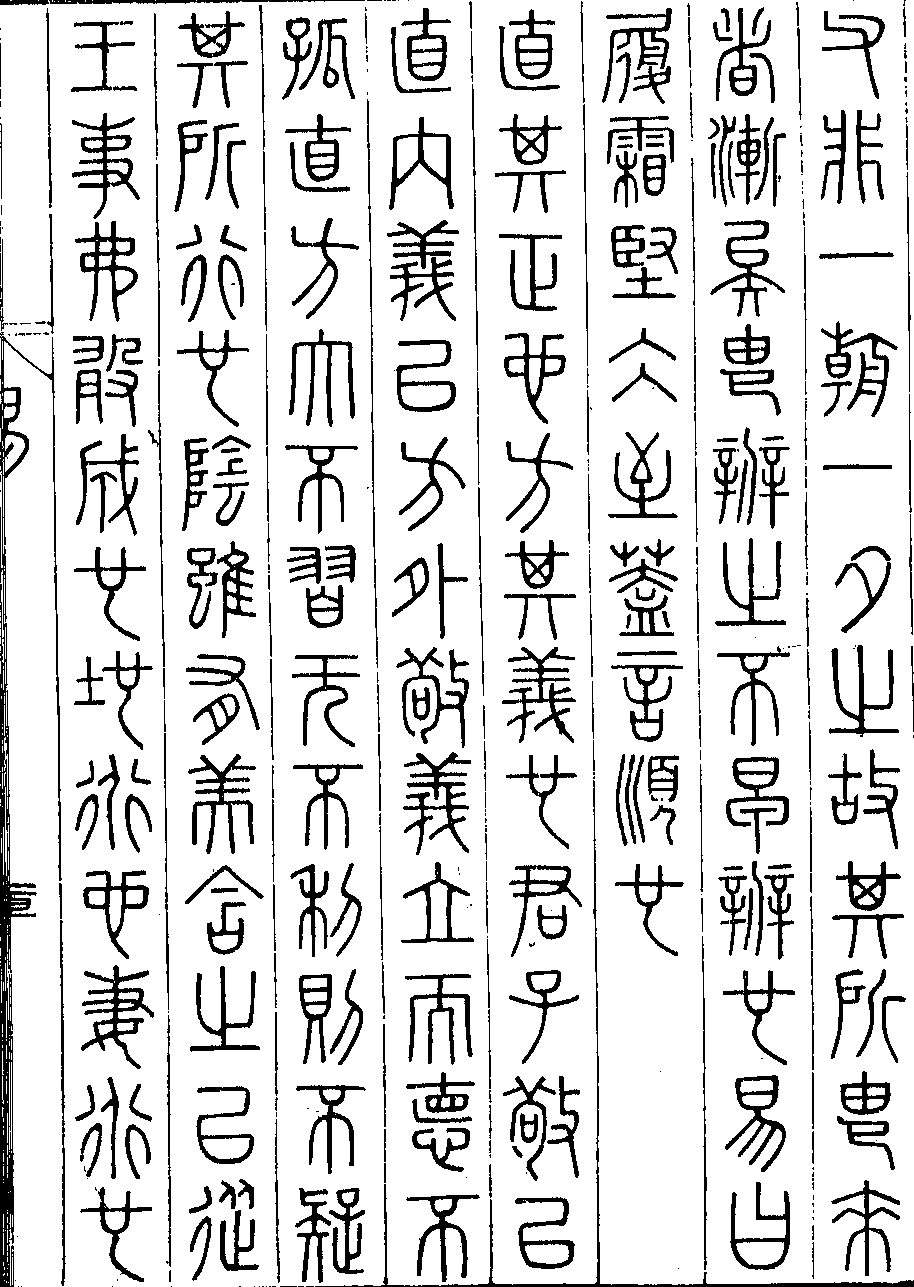 父非一朝一夕之故其所由來
者漸矣由辨之不早辨也易曰
履霜堅冰至蓋言順也
直其正也方其義也君子敬以
直內義以方外敬義立而德不
孤直方大不習无不利則不疑
其所行也陰雖有美含之以從
王事弗敢成也地道也妻道也